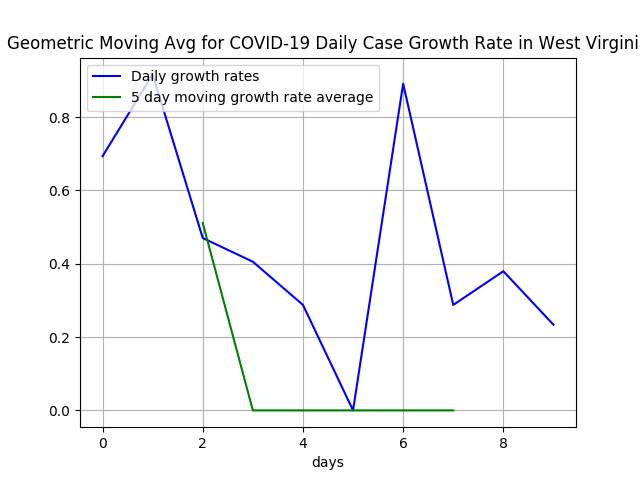 Geometric Moving Avg for COVID-19 Daily Case Growth Rate in West Virgini
Daily growth rates
5 day moving growth rate average
0.8
0.6
0.4
0.2
0.0
0 2 4 6 8
days